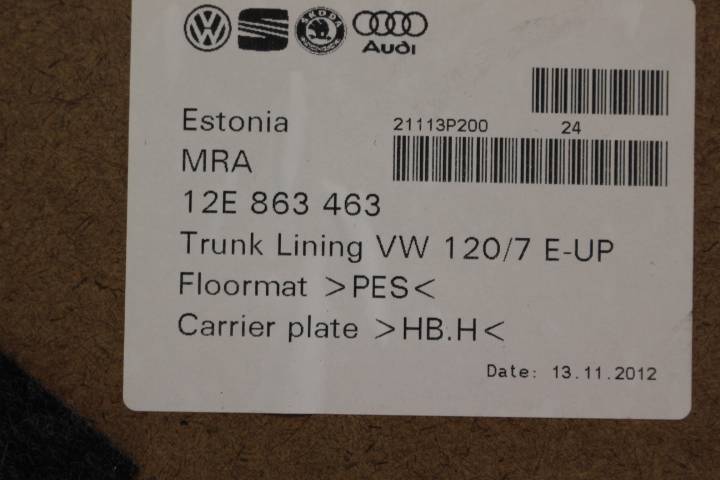 ŠKODA
Audi
Estonia
21113P200 24
MRA
12E 863 463
Trunk Lining VW 120/7 E-UP
Floormat >PES<
Carrier plate >HB.H<
Date: 13.11.2012